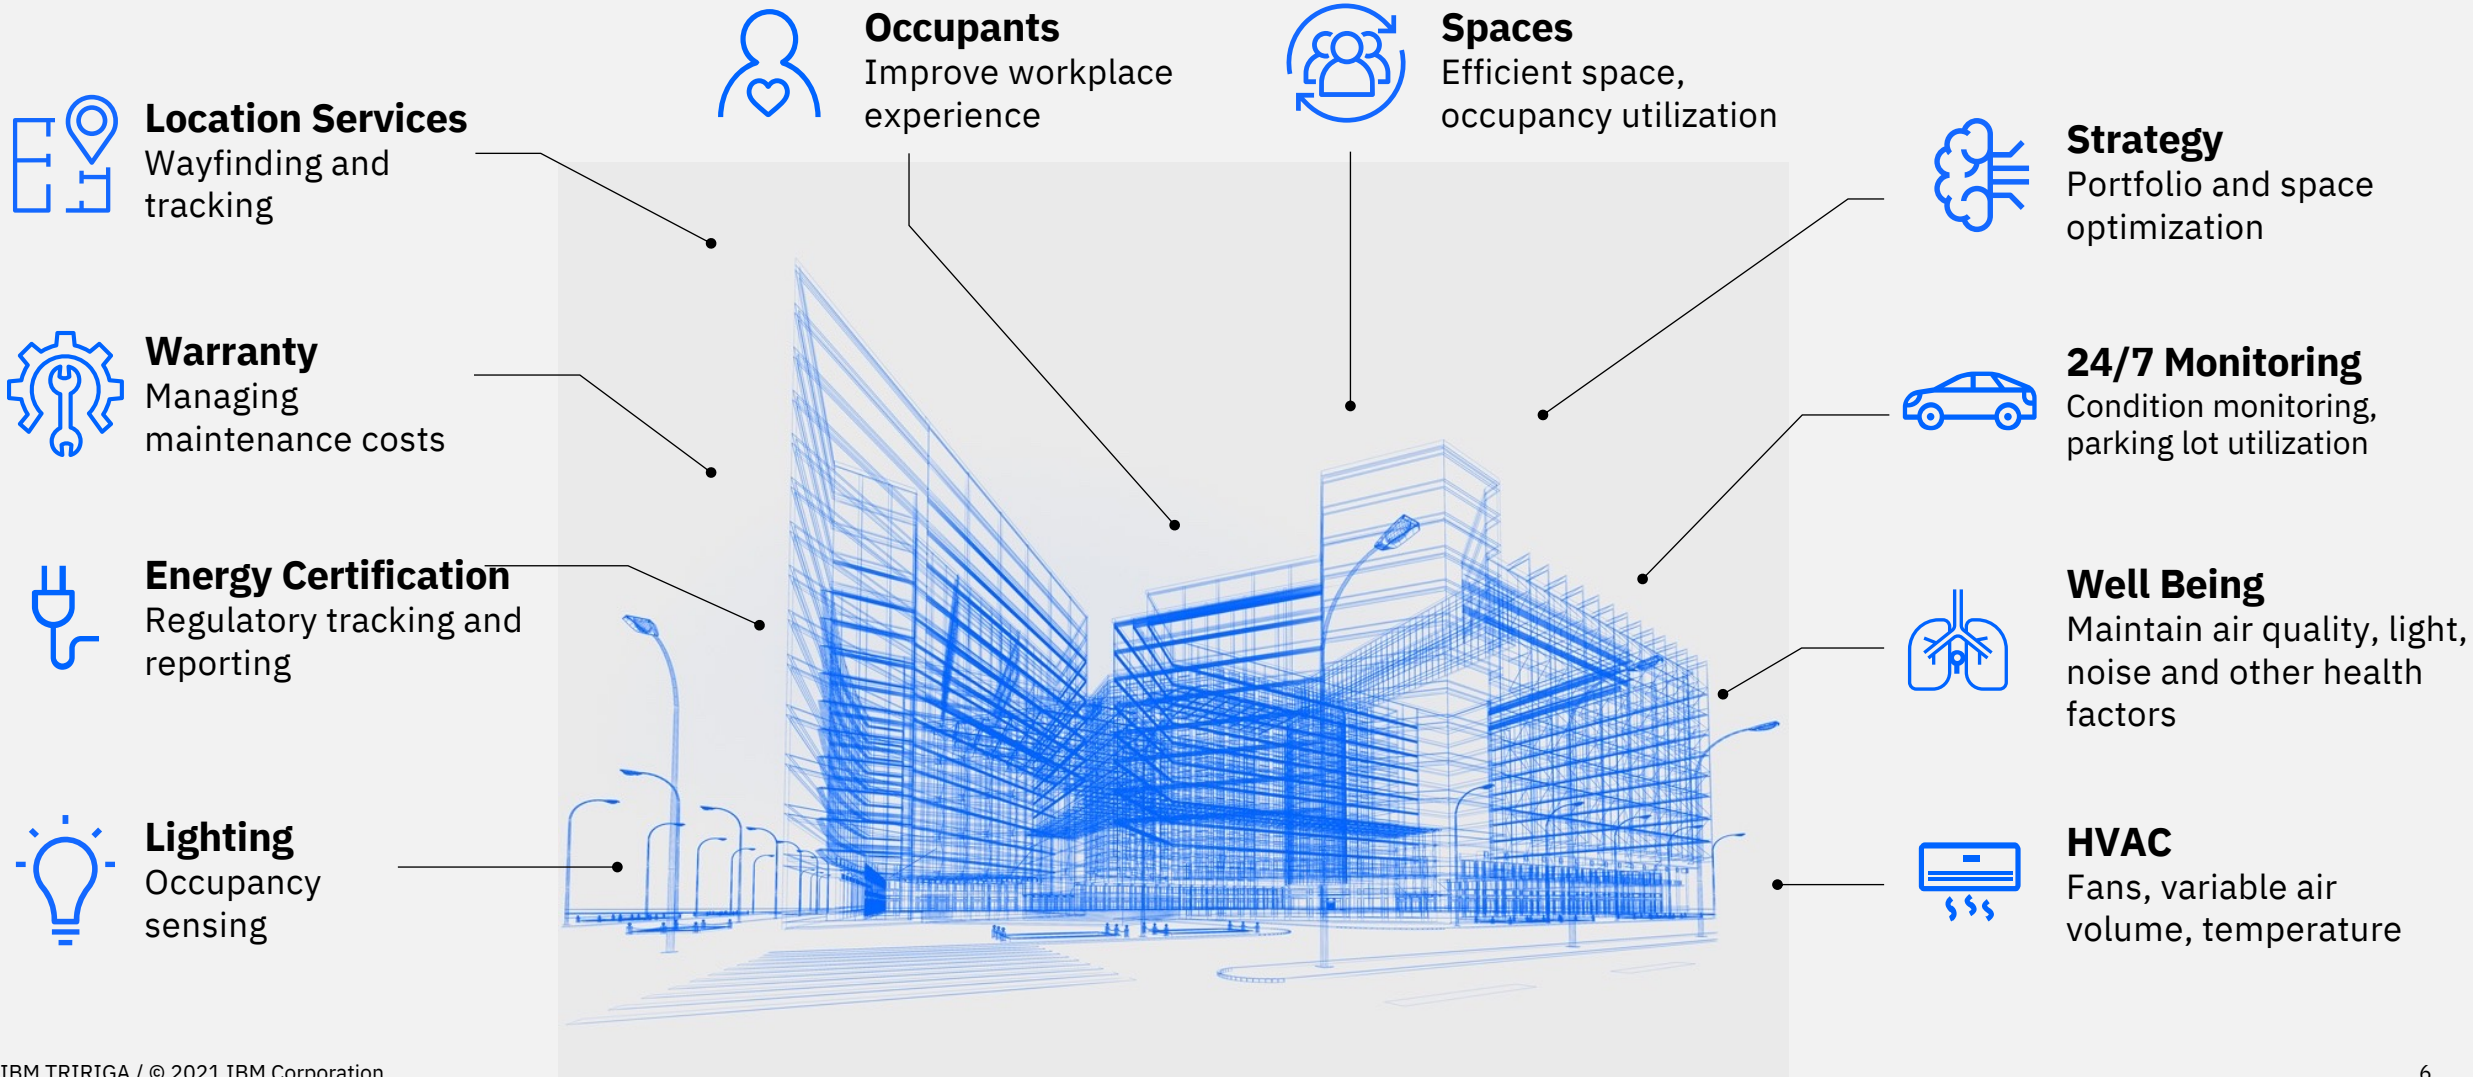 Occupants
Improve workplace
experience
Spaces
Efficient space,
occupancy utilization
Location Services
Wayfinding and
tracking
Strategy
Portfolio and space
optimization
Warranty
Managing
maintenance costs
24/7 Monitoring
Condition monitoring,
parking lot utilization
Energy Certification
Regulatory tracking and
reporting
Well Being
Maintain air quality, light,
noise and other health
factors
Lighting
Occupancy
sensing
HVAC
Fans, variable air
volume, temperature
IBM TRIRIGA / © 2021 IBM Corporation
6